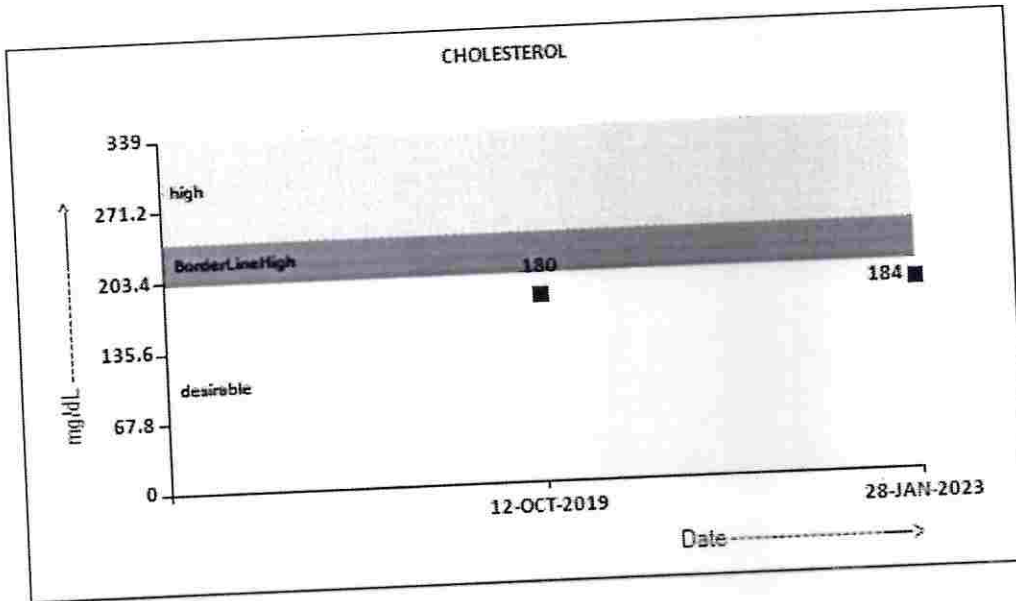 CHOLESTEROL
339
high
271.2
BorderLineHigh
180
203.4
184
135.6
desirable
mg/dL
67.8
0
12-OCT-2019
28-JAN-2023
Date